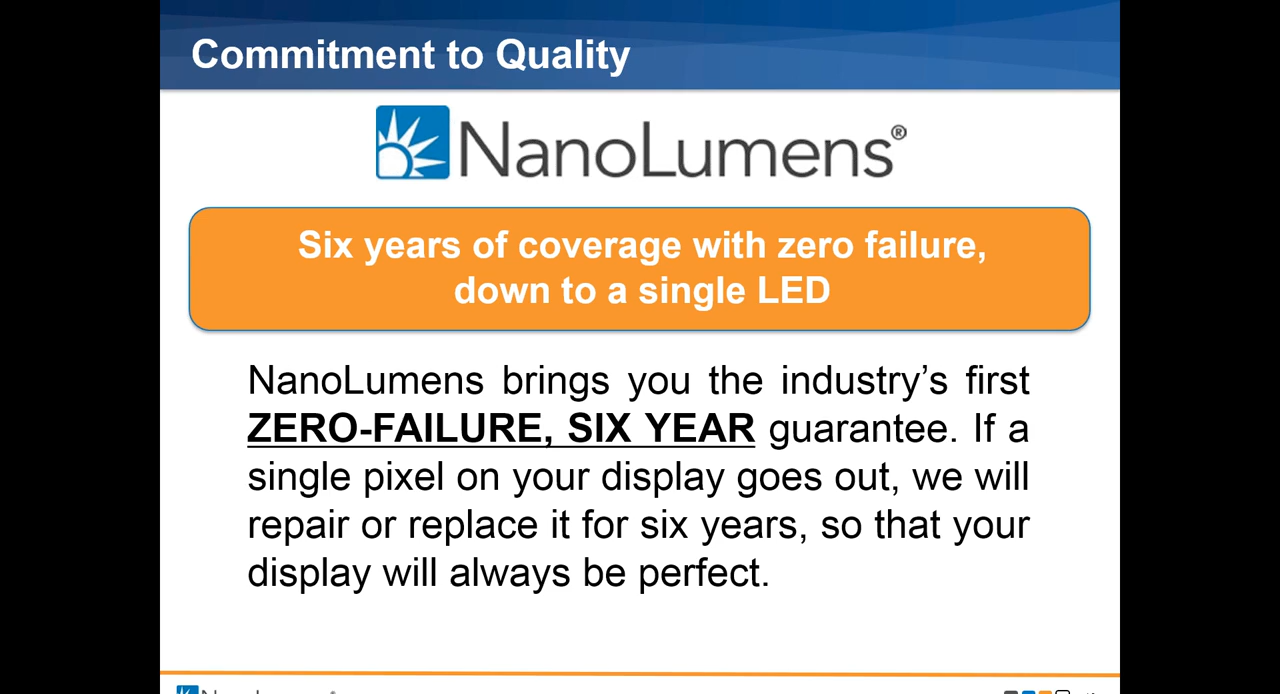 Commitment to Quality
NanoLumens®
Six years of coverage with zero failure,
down to a single LED
NanoLumens brings you the industry’s first
ZERO-FAILURE, SIX YEAR guarantee. If a
single pixel on your display goes out, we will
repair or replace it for six years, so that your
display will always be perfect.